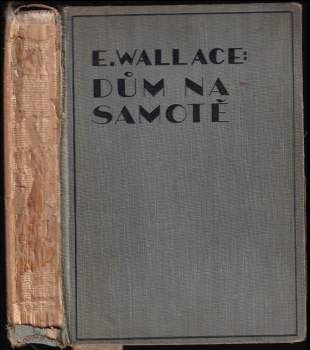 E. WALLACE:
DŮM NA
SAMOTĚ